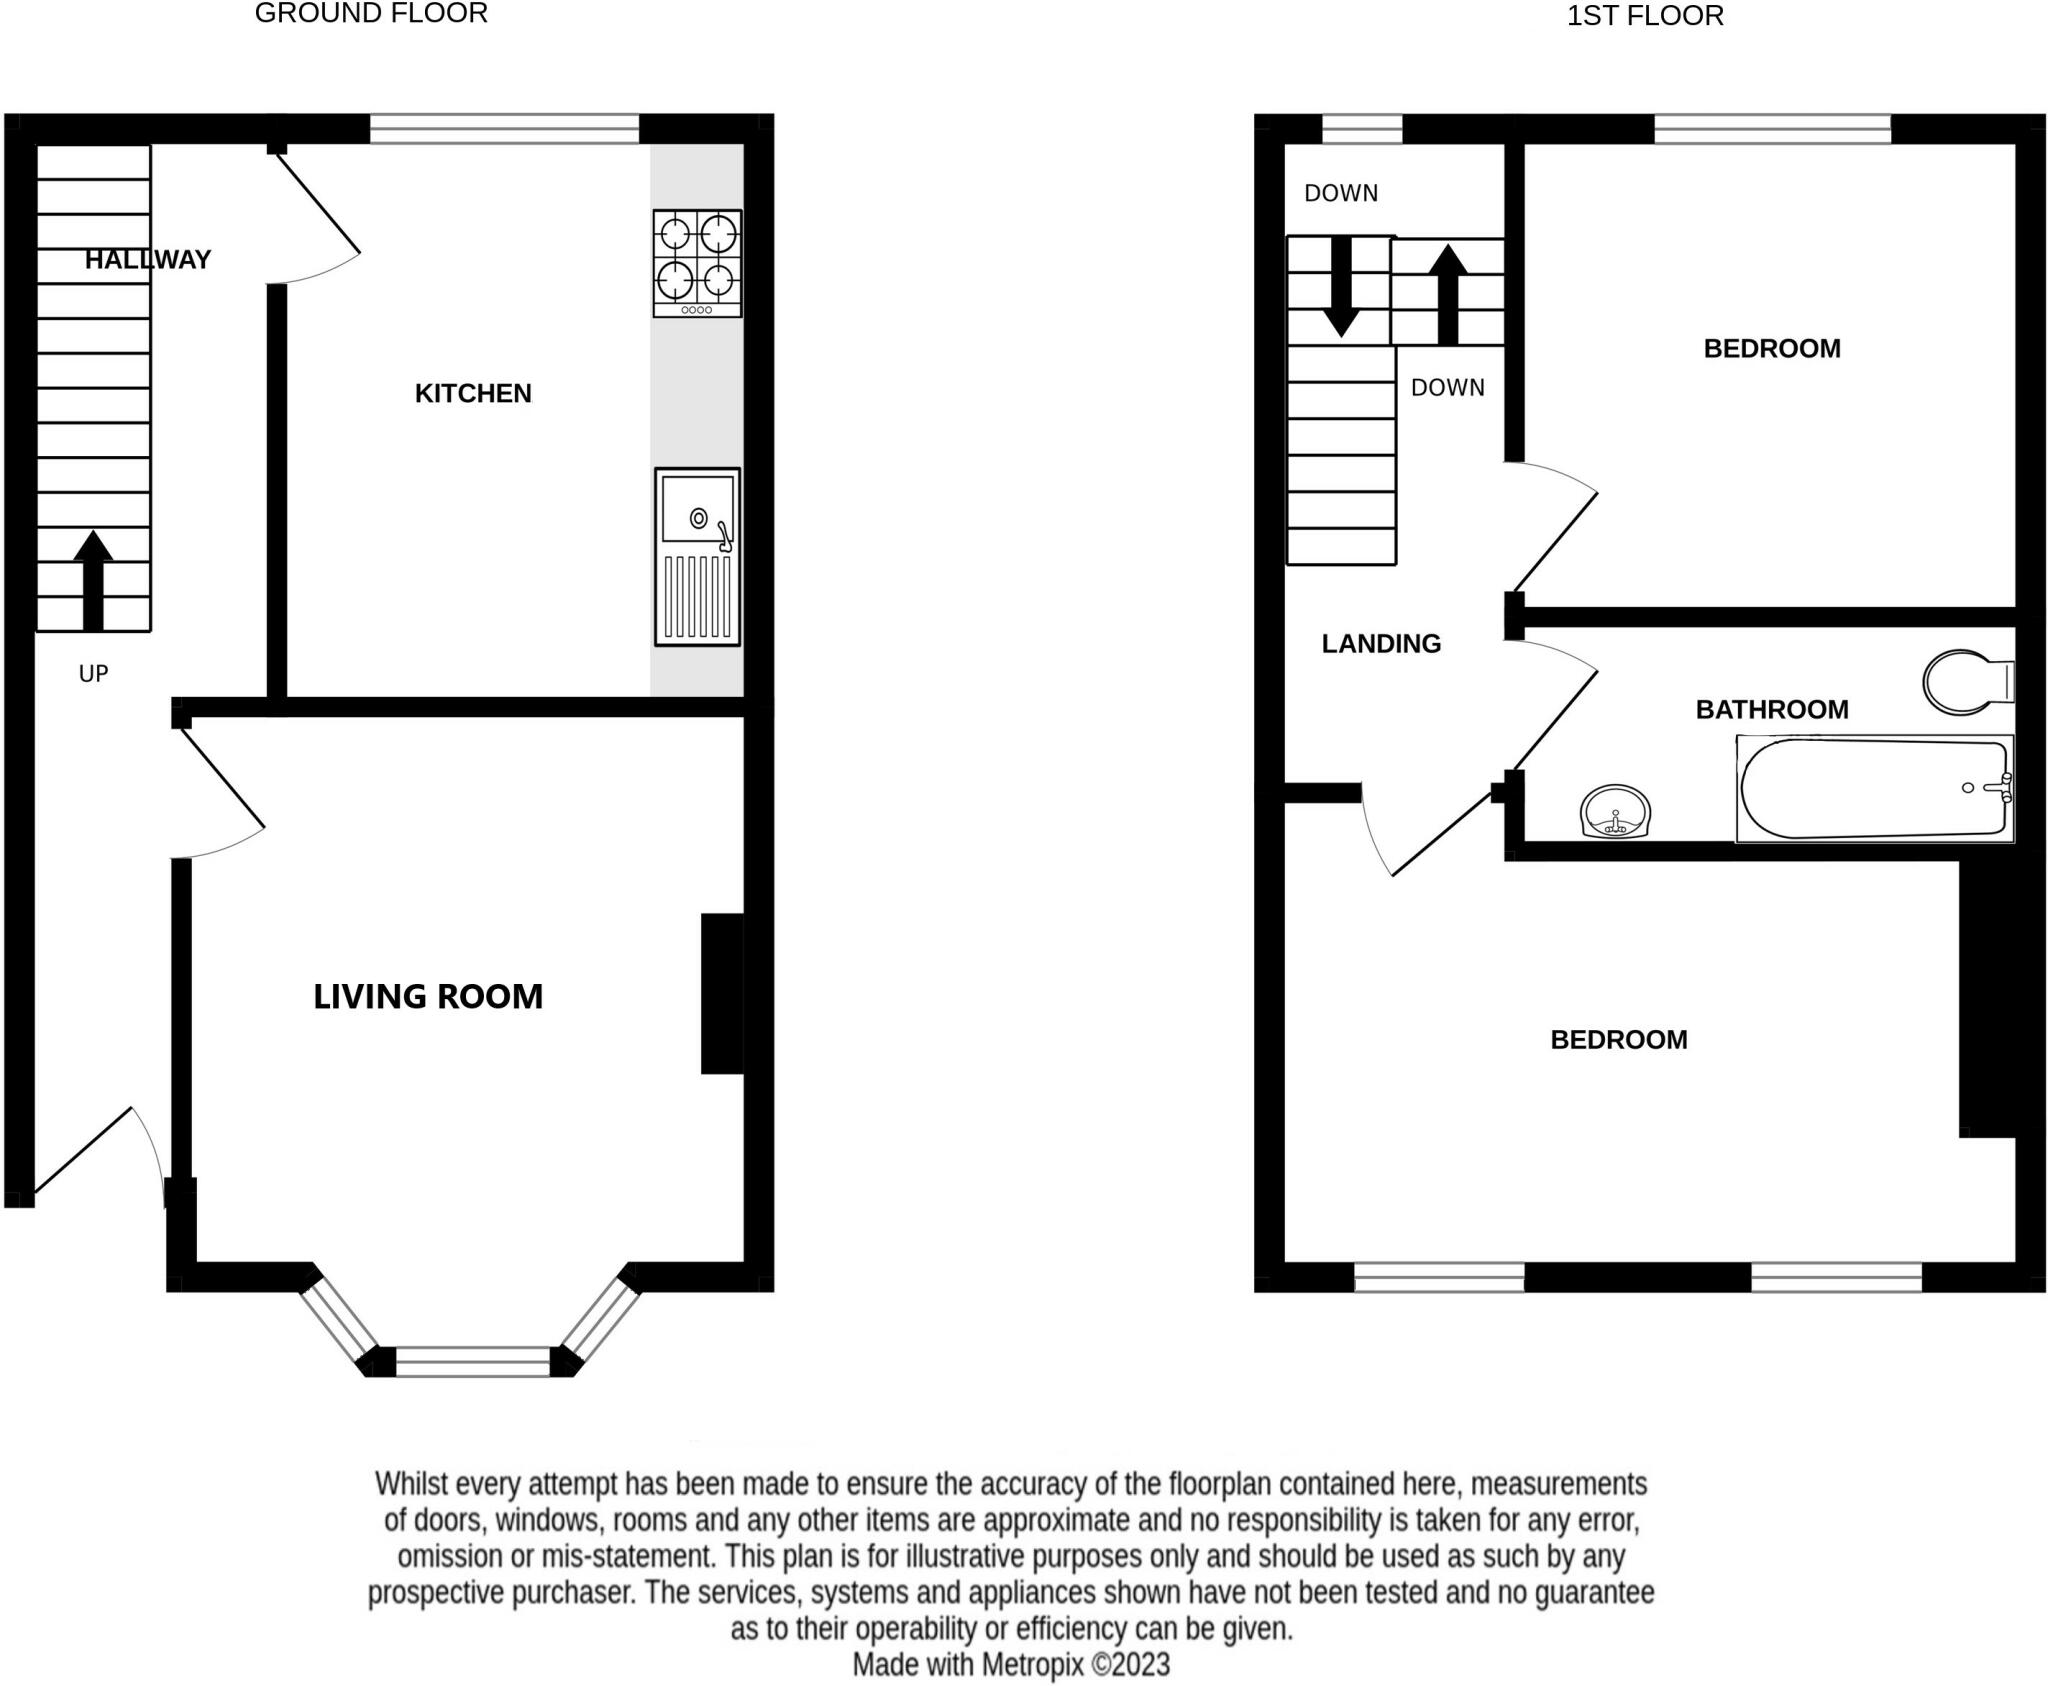 GROUND FLOOR
1ST FLOOR
HALLWAY
KITCHEN
UP
LIVING ROOM
DOWN
BEDROOM
DOWN
LANDING
BATHROOM
BEDROOM
Whilst every attempt has been made to ensure the accuracy of the floorplan contained here, measurements
of doors, windows, rooms and any other items are approximate and no responsibility is taken for any error,
omission or mis-statement. This plan is for illustrative purposes only and should be used as such by any
prospective purchaser. The services, systems and appliances shown have not been tested and no guarantee
as to their operability or efficiency can be given.
Made with Metropix ©2023